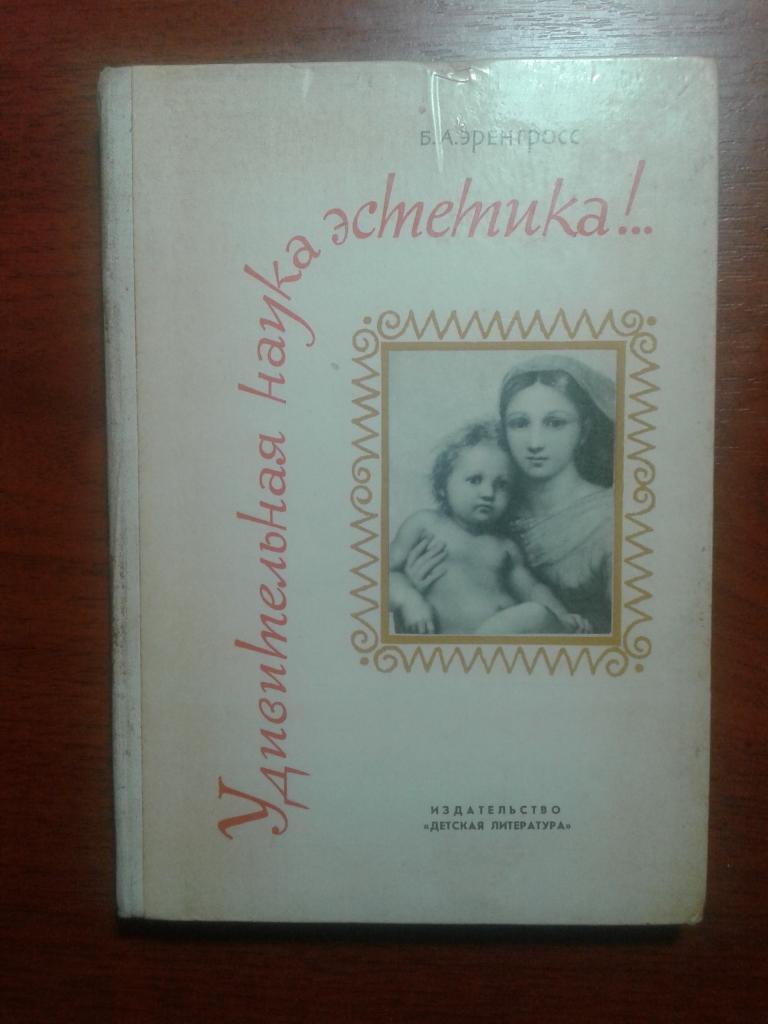 Б. А. ЭРЕНГРОСС
Удивительная наука эстетика!..
ИЗДАТЕЛЬСТВО
«ДЕТСКАЯ ЛИТЕРАТУРА»